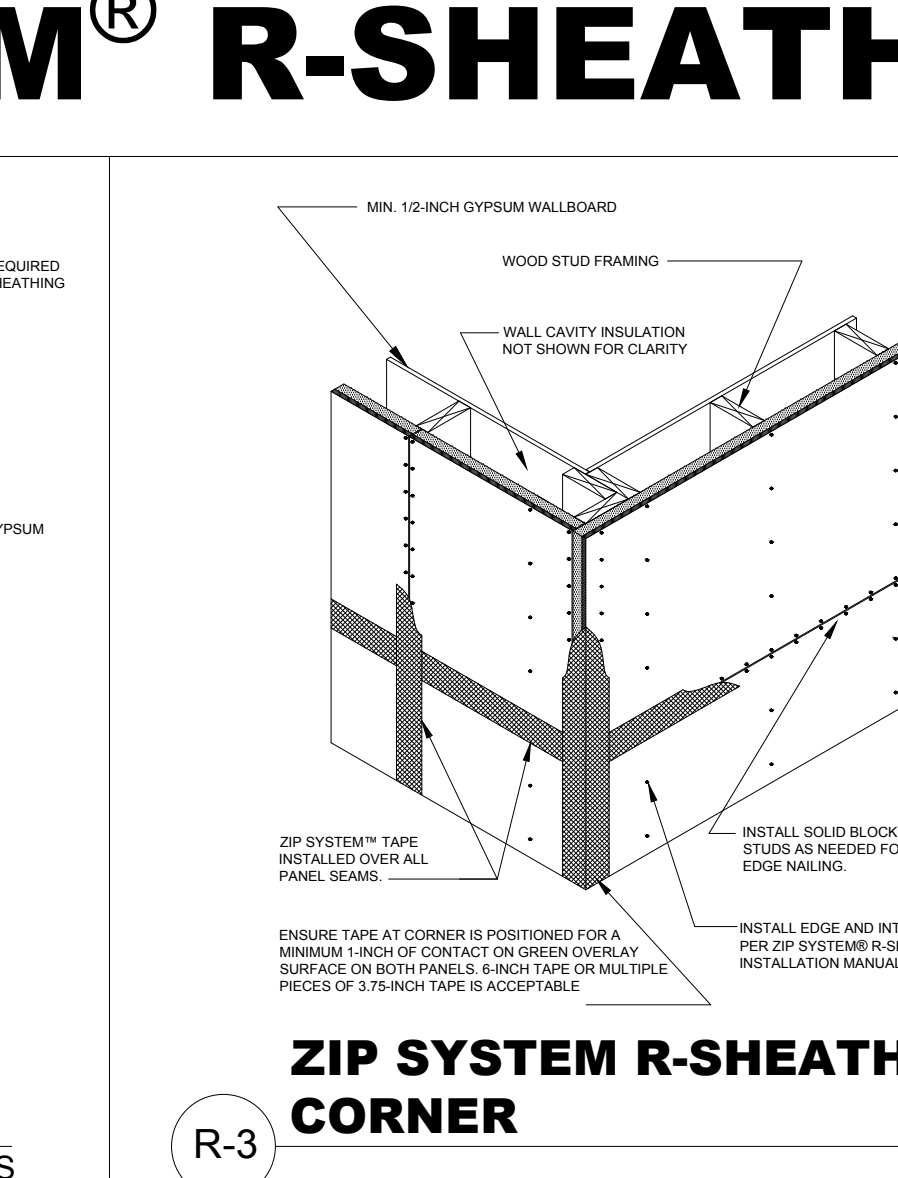 M® R-SHEATH
EQUIRED
HEATHING
YPSUM
S
MIN. 1/2-INCH GYPSUM WALLBOARD
WOOD STUD FRAMING
WALL CAVITY INSULATION
NOT SHOWN FOR CLARITY
ZIP SYSTEM™ TAPE
INSTALLED OVER ALL
PANEL SEAMS.
INSTALL SOLID BLOCK
STUDS AS NEEDED FO
EDGE NAILING.
ENSURE TAPE AT CORNER IS POSITIONED FOR A
MINIMUM 1-INCH OF CONTACT ON GREEN OVERLAY
SURFACE ON BOTH PANELS. 6-INCH TAPE OR MULTIPLE
PIECES OF 3.75-INCH TAPE IS ACCEPTABLE
INSTALL EDGE AND INT
PER ZIP SYSTEM® R-S
INSTALLATION MANUAL
ZIP SYSTEM R-SHEATH
CORNER
R-3